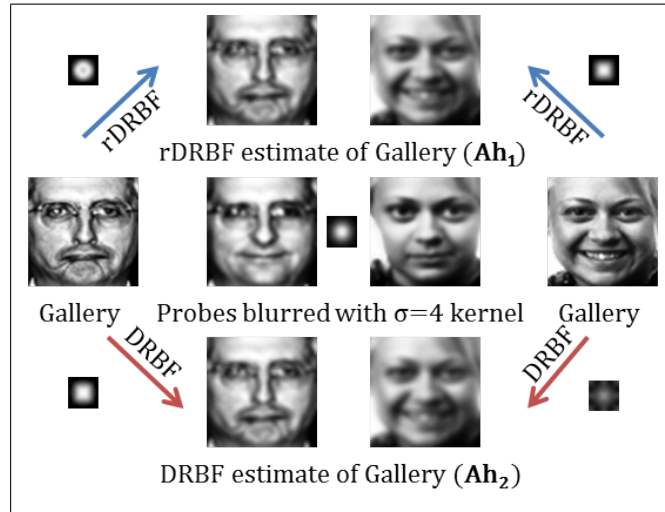 rDRBF
rDRBF
rDRBF estimate of Gallery (Ah₁)
Gallery
Probes blurred with σ=4 kernel
Gallery
DRBF
DRBF
DRBF estimate of Gallery (Ah₂)